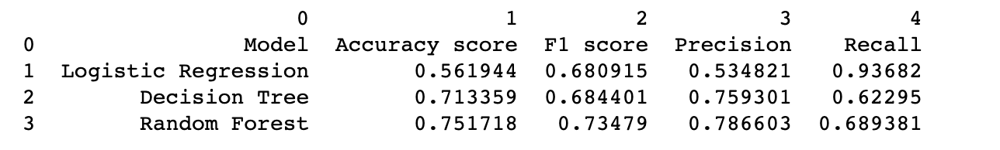 0 1 2 3 4
0 Model Accuracy score F1 score Precision Recall
1 Logistic Regression 0.561944 0.680915 0.534821 0.93682
2 Decision Tree 0.713359 0.684401 0.759301 0.62295
3 Random Forest 0.751718 0.73479 0.786603 0.689381